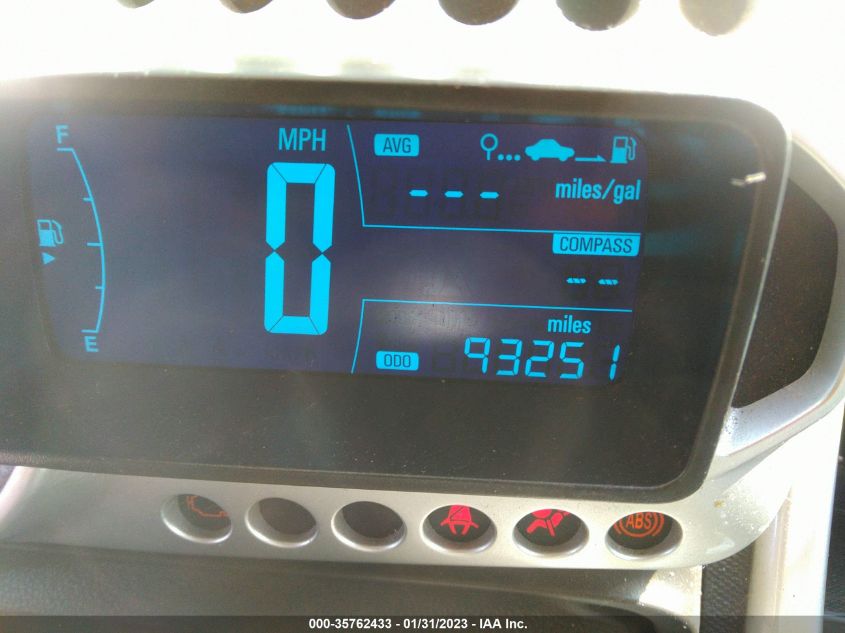 F
MPH
AVG
- - -
miles/gal
COMPASS
--
0
E
miles
ODO
93251
ABS
000-35762433 - 01/31/2023 - IAA Inc.